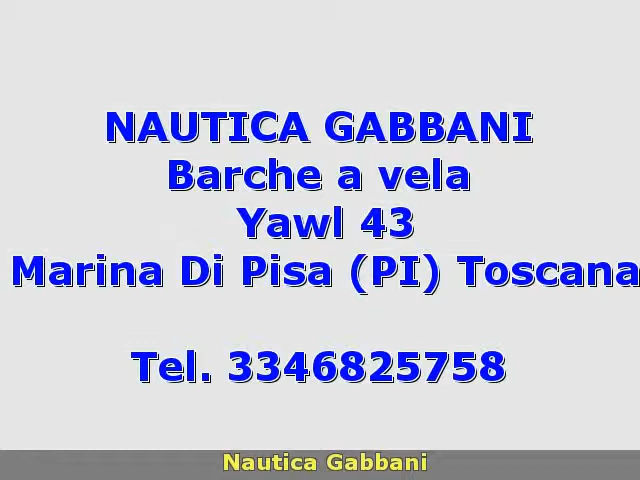 NAUTICA GABBANI
Barche a vela
Yawl 43
Marina Di Pisa (PI) Toscana
Tel. 3346825758
Nautica Gabbani